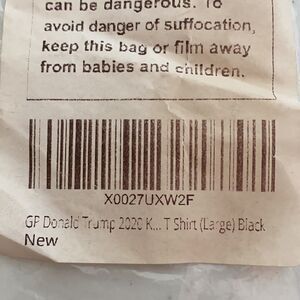 can be dangerous. To
avoid danger of suffocation,
keep this bag or film away
from babies and children.
X0027UXW2F
GP Donald Trump 2020 K... T Shirt (Large) Black
New